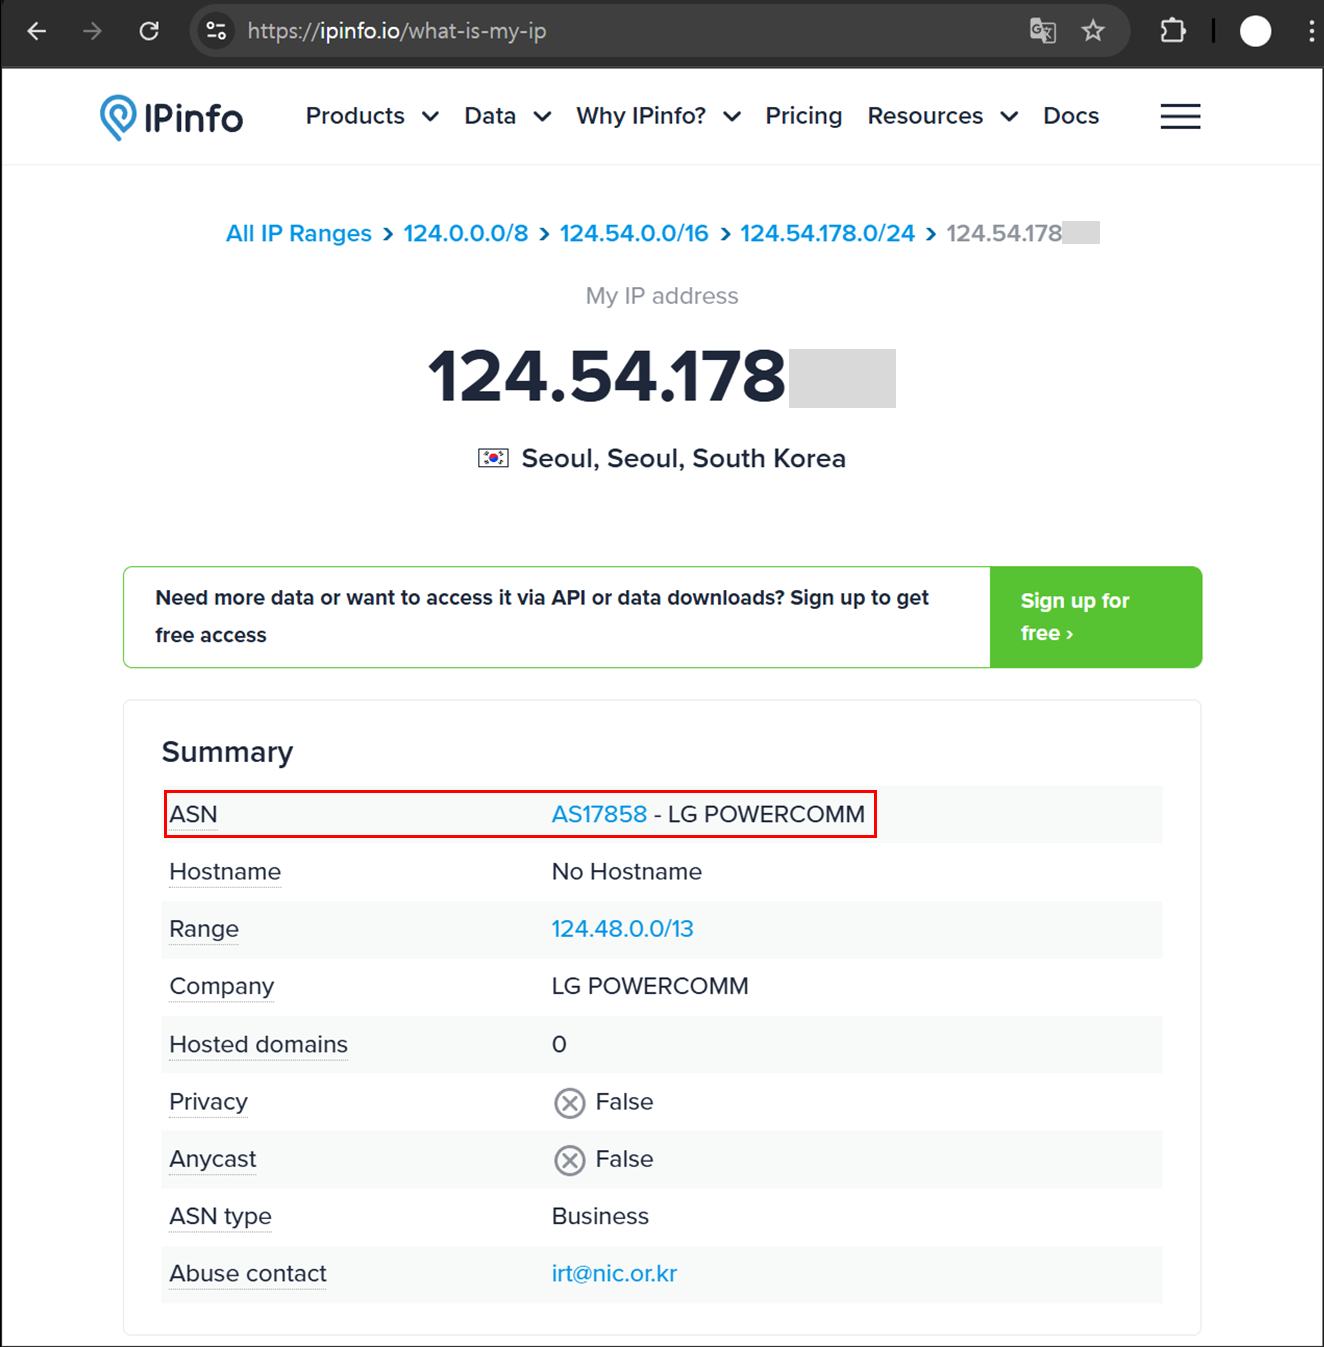 https://ipinfo.io/what-is-my-ip
IPinfo Products Data Why IPinfo? Pricing Resources Docs
All IP Ranges > 124.0.0.0/8 > 124.54.0.0/16 > 124.54.178.0/24 > 124.54.178
My IP address
124.54.178
Seoul, Seoul, South Korea
Need more data or want to access it via API or data downloads? Sign up to get
free access
Sign up for
free ›
Summary
ASN AS17858 - LG POWERCOMM
Hostname No Hostname
Range 124.48.0.0/13
Company LG POWERCOMM
Hosted domains 0
Privacy False
Anycast False
ASN type Business
Abuse contact irt@nic.or.kr